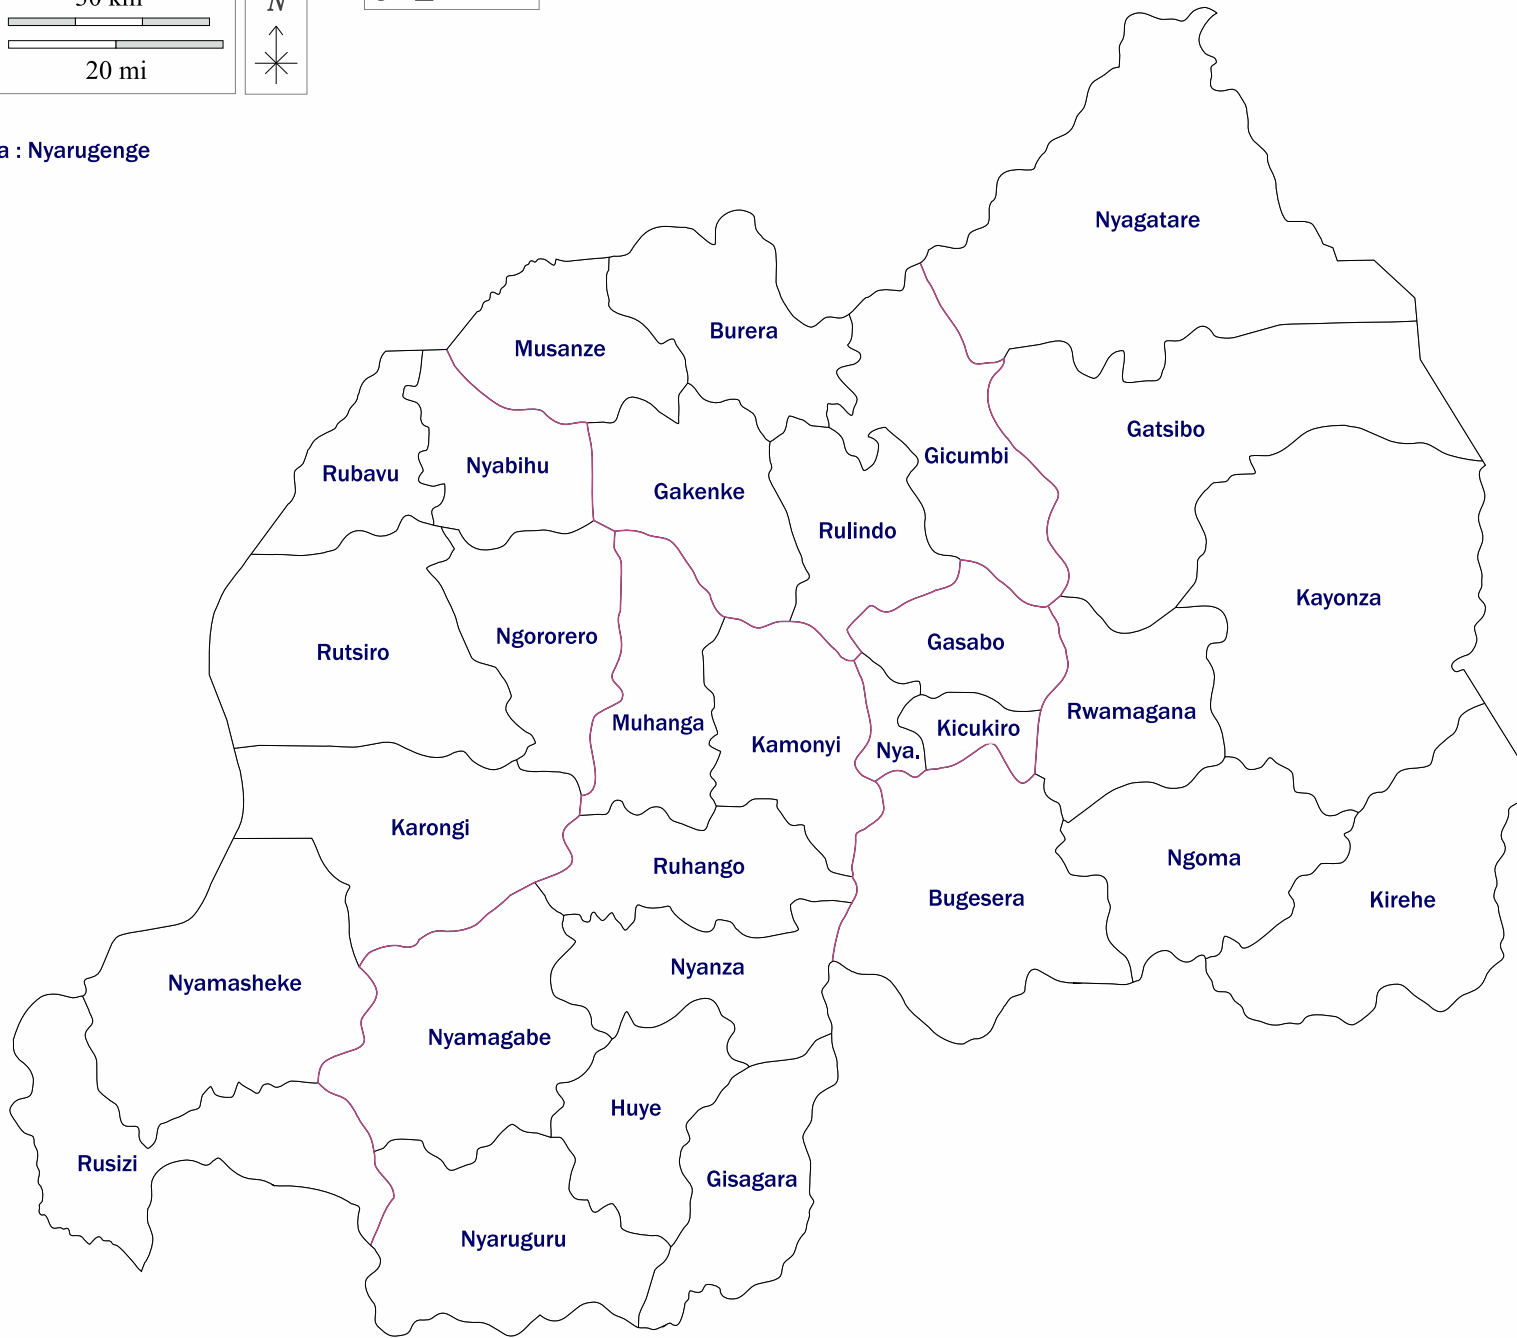 N
20 mi
a : Nyarugenge
Nyagatare
Burera
Musanze
Gatsibo
Gicumbi
Nyabihu
Rubavu
Gakenke
Rulindo
Kayonza
Ngororero
Gasabo
Rutsiro
Rwamagana
Muhanga
Kicukiro
Kamonyi
Nya.
Karongi
Ngoma
Ruhango
Bugesera
Kirehe
Nyanza
Nyamasheke
Nyamagabe
Huye
Rusizi
Gisagara
Nyaruguru